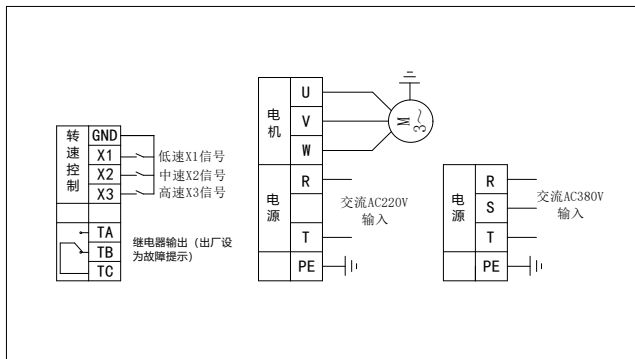 转速控制
GND
X1
X2
X3
低速X1信号
中速X2信号
高速X3信号
TA
TB
TC
继电器输出（出厂设
为故障提示）
电机
U
V
W
M
3~
电源
R
T
PE
交流AC220V
输入
电源
R
S
T
PE
交流AC380V
输入